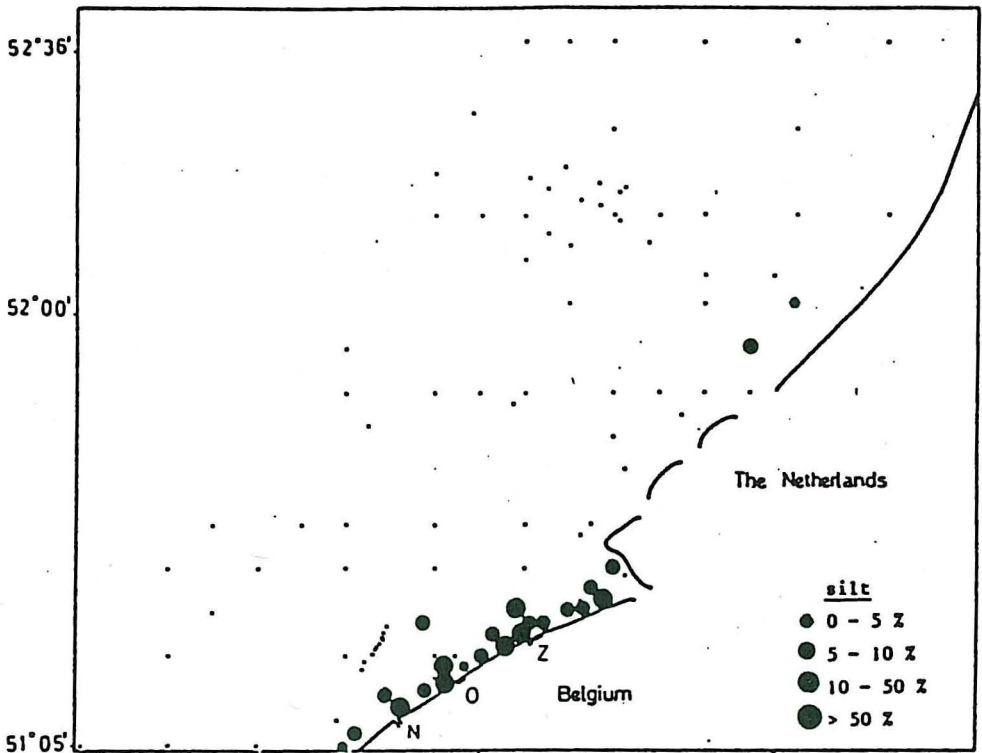 52°36'
52°00'
The Netherlands
silt
0 - 5 %
5 - 10 %
Z
10 - 50 %
O
Belgium
> 50 %
N
51°05'